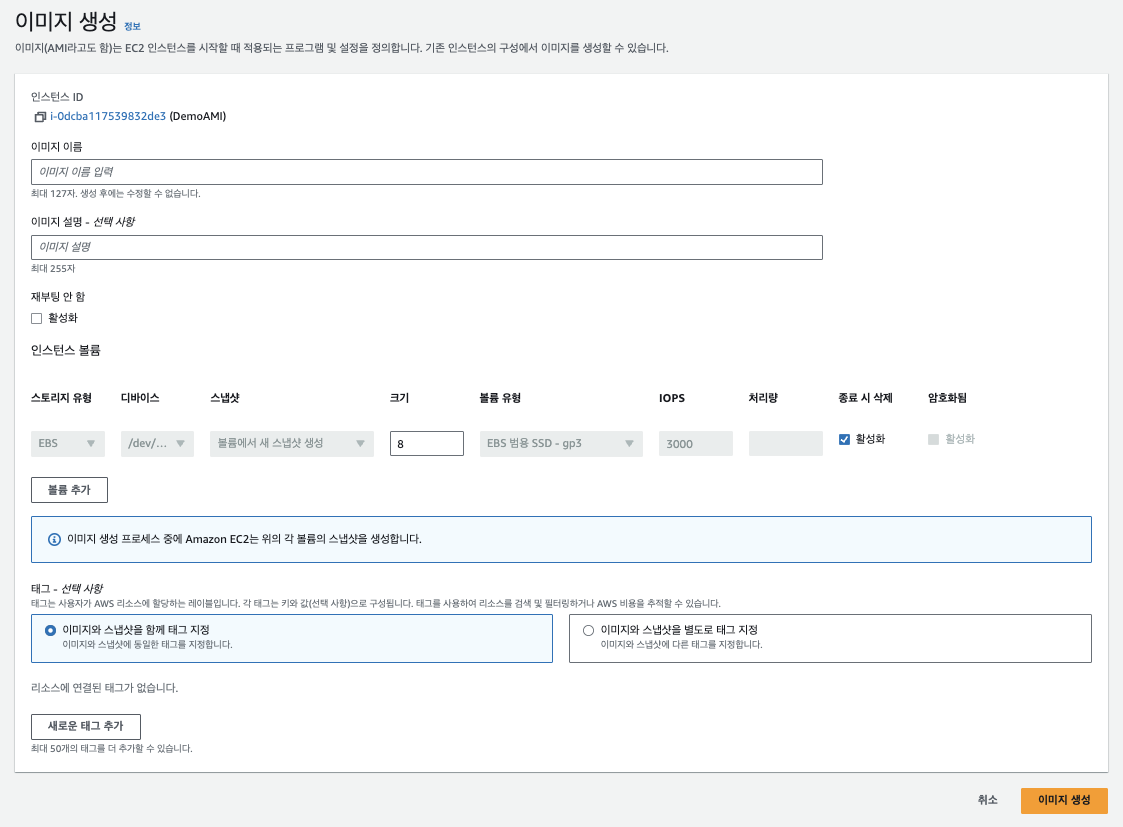 이미지 생성 정보
이미지(AMI라고도 함)는 EC2 인스턴스를 시작할 때 적용되는 프로그램 및 설정을 정의합니다. 기존 인스턴스의 구성에서 이미지를 생성할 수 있습니다.
인스턴스 ID
i-0dcba117539832de3 (DemoAMI)
이미지 이름
이미지 이름 입력
최대 127자. 생성 후에는 수정할 수 없습니다.
이미지 설명 - 선택 사항
이미지 설명
최대 255자
재부팅 안 함
활성화
인스턴스 볼륨
스토리지 유형 디바이스 스냅샷 크기 볼륨 유형 IOPS 처리량 종료 시 삭제 암호화됨
EBS /dev/... 볼륨에서 새 스냅샷 생성 8 EBS 범용 SSD - gp3 3000 활성화 활성화
볼륨 추가
이미지 생성 프로세스 중에 Amazon EC2는 위의 각 볼륨의 스냅샷을 생성합니다.
태그 - 선택 사항
태그는 사용자가 AWS 리소스에 할당하는 레이블입니다. 각 태그는 키와 값(선택 사항)으로 구성됩니다. 태그를 사용하여 리소스를 검색 및 필터링하거나 AWS 비용을 추적할 수 있습니다.
이미지와 스냅샷을 함께 태그 지정 이미지와 스냅샷을 별도로 태그 지정
이미지와 스냅샷에 동일한 태그를 지정합니다. 이미지와 스냅샷에 다른 태그를 지정합니다.
리소스에 연결된 태그가 없습니다.
새로운 태그 추가
최대 50개의 태그를 더 추가할 수 있습니다.
취소 이미지 생성